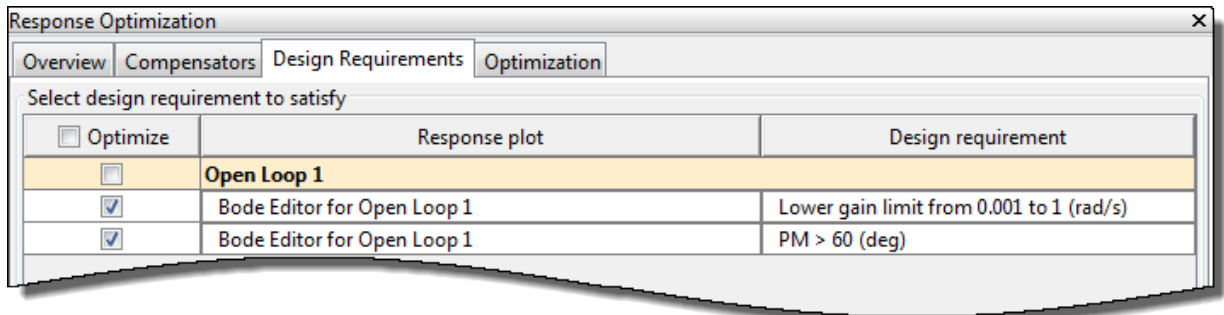 Response Optimization
Overview Compensators Design Requirements Optimization
Select design requirement to satisfy
Optimize Response plot Design requirement
Open Loop 1
Bode Editor for Open Loop 1 Lower gain limit from 0.001 to 1 (rad/s)
Bode Editor for Open Loop 1 PM > 60 (deg)